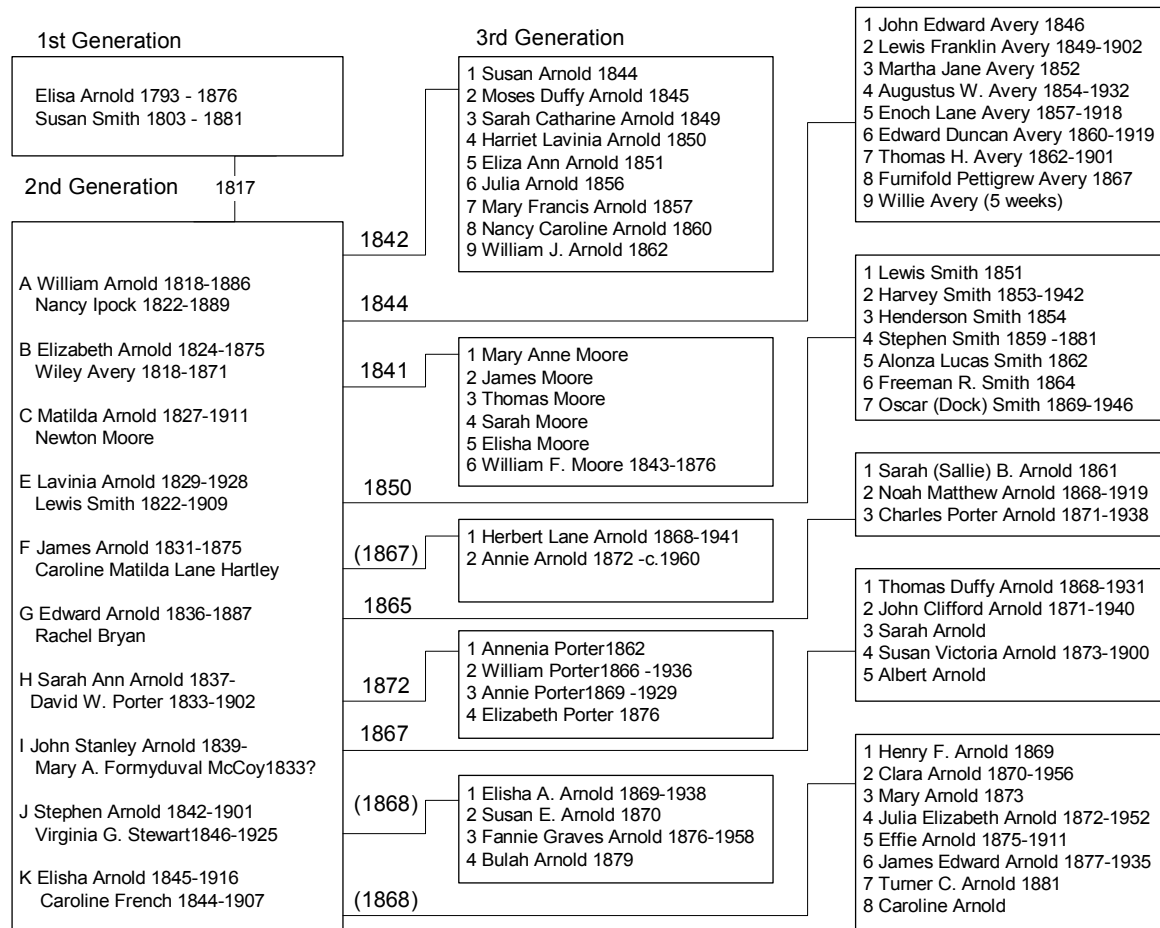 1st Generation
Elisa Arnold 1793 - 1876
Susan Smith 1803 - 1881
1817
2nd Generation
A William Arnold 1818-1886
Nancy Ipock 1822-1889
B Elizabeth Arnold 1824-1875
Wiley Avery 1818-1871
C Matilda Arnold 1827-1911
Newton Moore
E Lavinia Arnold 1829-1928
Lewis Smith 1822-1909
F James Arnold 1831-1875
Caroline Matilda Lane Hartley
G Edward Arnold 1836-1887
Rachel Bryan
H Sarah Ann Arnold 1837-
David W. Porter 1833-1902
I John Stanley Arnold 1839-
Mary A. Formyduval McCoy1833?
J Stephen Arnold 1842-1901
Virginia G. Stewart1846-1925
K Elisha Arnold 1845-1916
Caroline French 1844-1907
1842
1844
1841
1850
(1867)
1865
1872
1867
(1868)
(1868)
3rd Generation
1 Susan Arnold 1844
2 Moses Duffy Arnold 1845
3 Sarah Catharine Arnold 1849
4 Harriet Lavinia Arnold 1850
5 Eliza Ann Arnold 1851
6 Julia Arnold 1856
7 Mary Francis Arnold 1857
8 Nancy Caroline Arnold 1860
9 William J. Arnold 1862
1 Mary Anne Moore
2 James Moore
3 Thomas Moore
4 Sarah Moore
5 Elisha Moore
6 William F. Moore 1843-1876
1 Herbert Lane Arnold 1868-1941
2 Annie Arnold 1872 -c.1960
1 Annenia Porter1862
2 William Porter1866 -1936
3 Annie Porter1869 -1929
4 Elizabeth Porter 1876
1 Elisha A. Arnold 1869-1938
2 Susan E. Arnold 1870
3 Fannie Graves Arnold 1876-1958
4 Bulah Arnold 1879
1 John Edward Avery 1846
2 Lewis Franklin Avery 1849-1902
3 Martha Jane Avery 1852
4 Augustus W. Avery 1854-1932
5 Enoch Lane Avery 1857-1918
6 Edward Duncan Avery 1860-1919
7 Thomas H. Avery 1862-1901
8 Furnifold Pettigrew Avery 1867
9 Willie Avery (5 weeks)
1 Lewis Smith 1851
2 Harvey Smith 1853-1942
3 Henderson Smith 1854
4 Stephen Smith 1859 -1881
5 Alonza Lucas Smith 1862
6 Freeman R. Smith 1864
7 Oscar (Dock) Smith 1869-1946
1 Sarah (Sallie) B. Arnold 1861
2 Noah Matthew Arnold 1868-1919
3 Charles Porter Arnold 1871-1938
1 Thomas Duffy Arnold 1868-1931
2 John Clifford Arnold 1871-1940
3 Sarah Arnold
4 Susan Victoria Arnold 1873-1900
5 Albert Arnold
1 Henry F. Arnold 1869
2 Clara Arnold 1870-1956
3 Mary Arnold 1873
4 Julia Elizabeth Arnold 1872-1952
5 Effie Arnold 1875-1911
6 James Edward Arnold 1877-1935
7 Turner C. Arnold 1881
8 Caroline Arnold